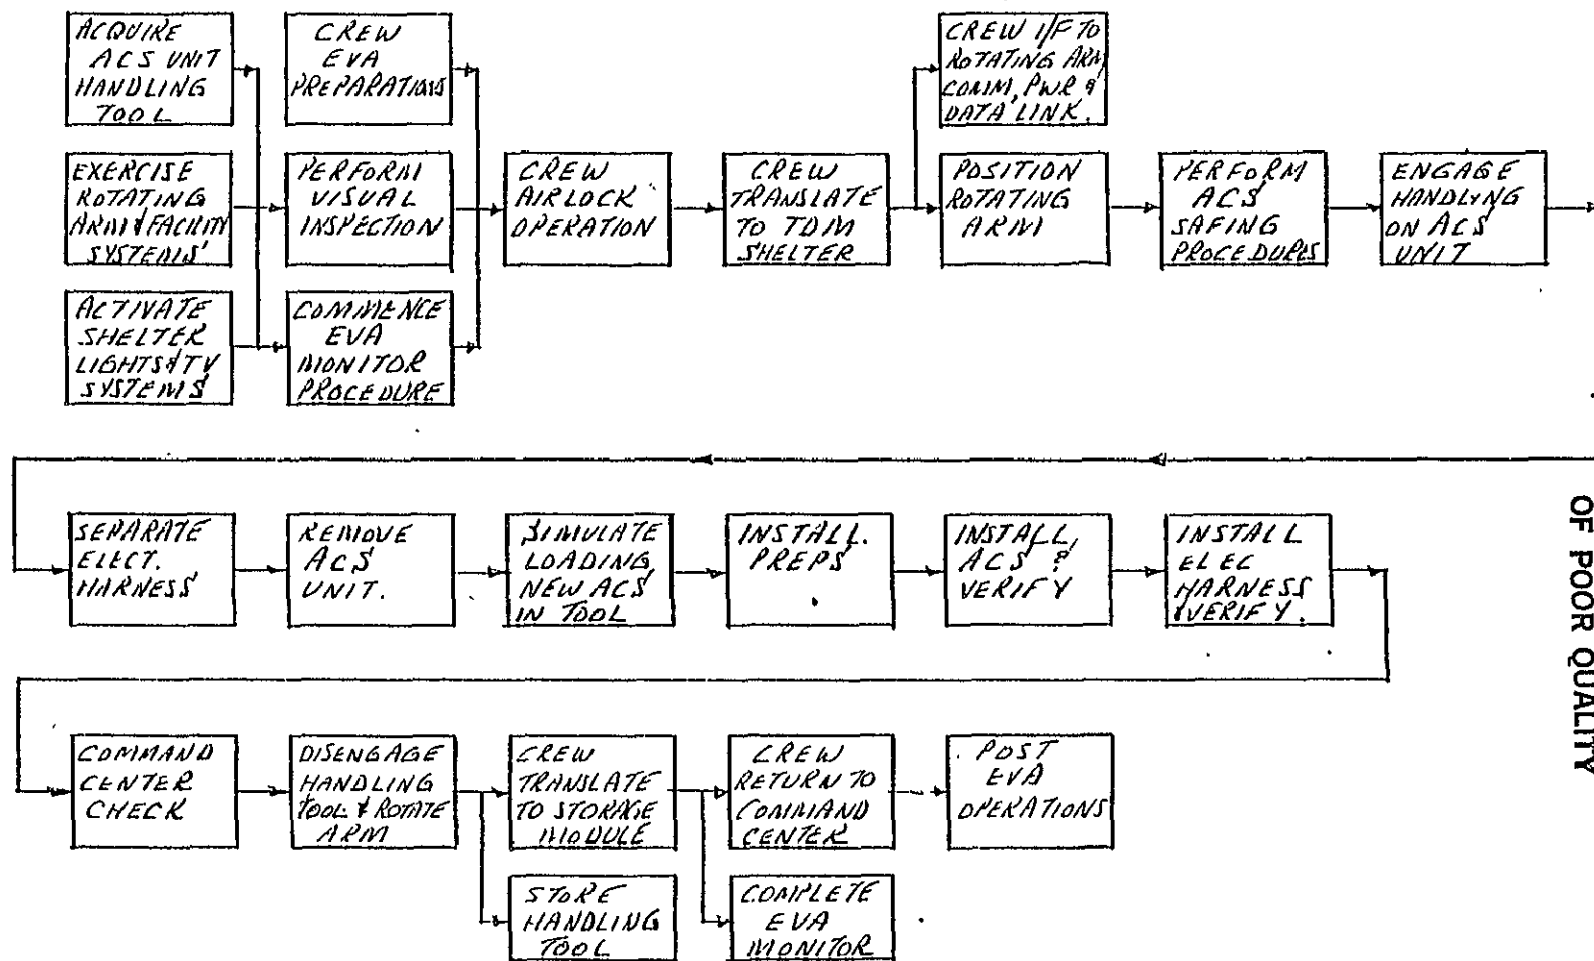 ACQUIRE
ACS UNIT
HANDLING
TOOL
CREW
EVA
PREPARATIONS
CREW I/F TO
ROTATING ARM,
COMM, PWR &
DATA LINK.
EXERCISE
ROTATING
ARM & FACILITY
SYSTEMS
PERFORM
VISUAL
INSPECTION
CREW
AIRLOCK
OPERATION
CREW
TRANSLATE
TO TDM
SHELTER
POSITION
ROTATING
ARM
PERFORM
ACS
SAFING
PROCEDURES
ENGAGE
HANDLING
ON ACS
UNIT
ACTIVATE
SHELTER
LIGHTS & TV
SYSTEMS
COMMENCE
EVA
MONITOR
PROCEDURE
SEPARATE
ELECT.
HARNESS
REMOVE
ACS
UNIT.
SIMULATE
LOADING
NEW ACS
IN TOOL
INSTALL.
PREPS
INSTALL,
ACS &
VERIFY
INSTALL
ELEC
HARNESS
& VERIFY.
COMMAND
CENTER
CHECK
DISENGAGE
HANDLING
TOOL & ROTATE
ARM
CREW
TRANSLATE
TO STORAGE
MODULE
CREW
RETURN TO
COMMAND
CENTER
POST
EVA
OPERATIONS
STORE
HANDLING
TOOL
COMPLETE
EVA
MONITOR
OF POOR QUALITY